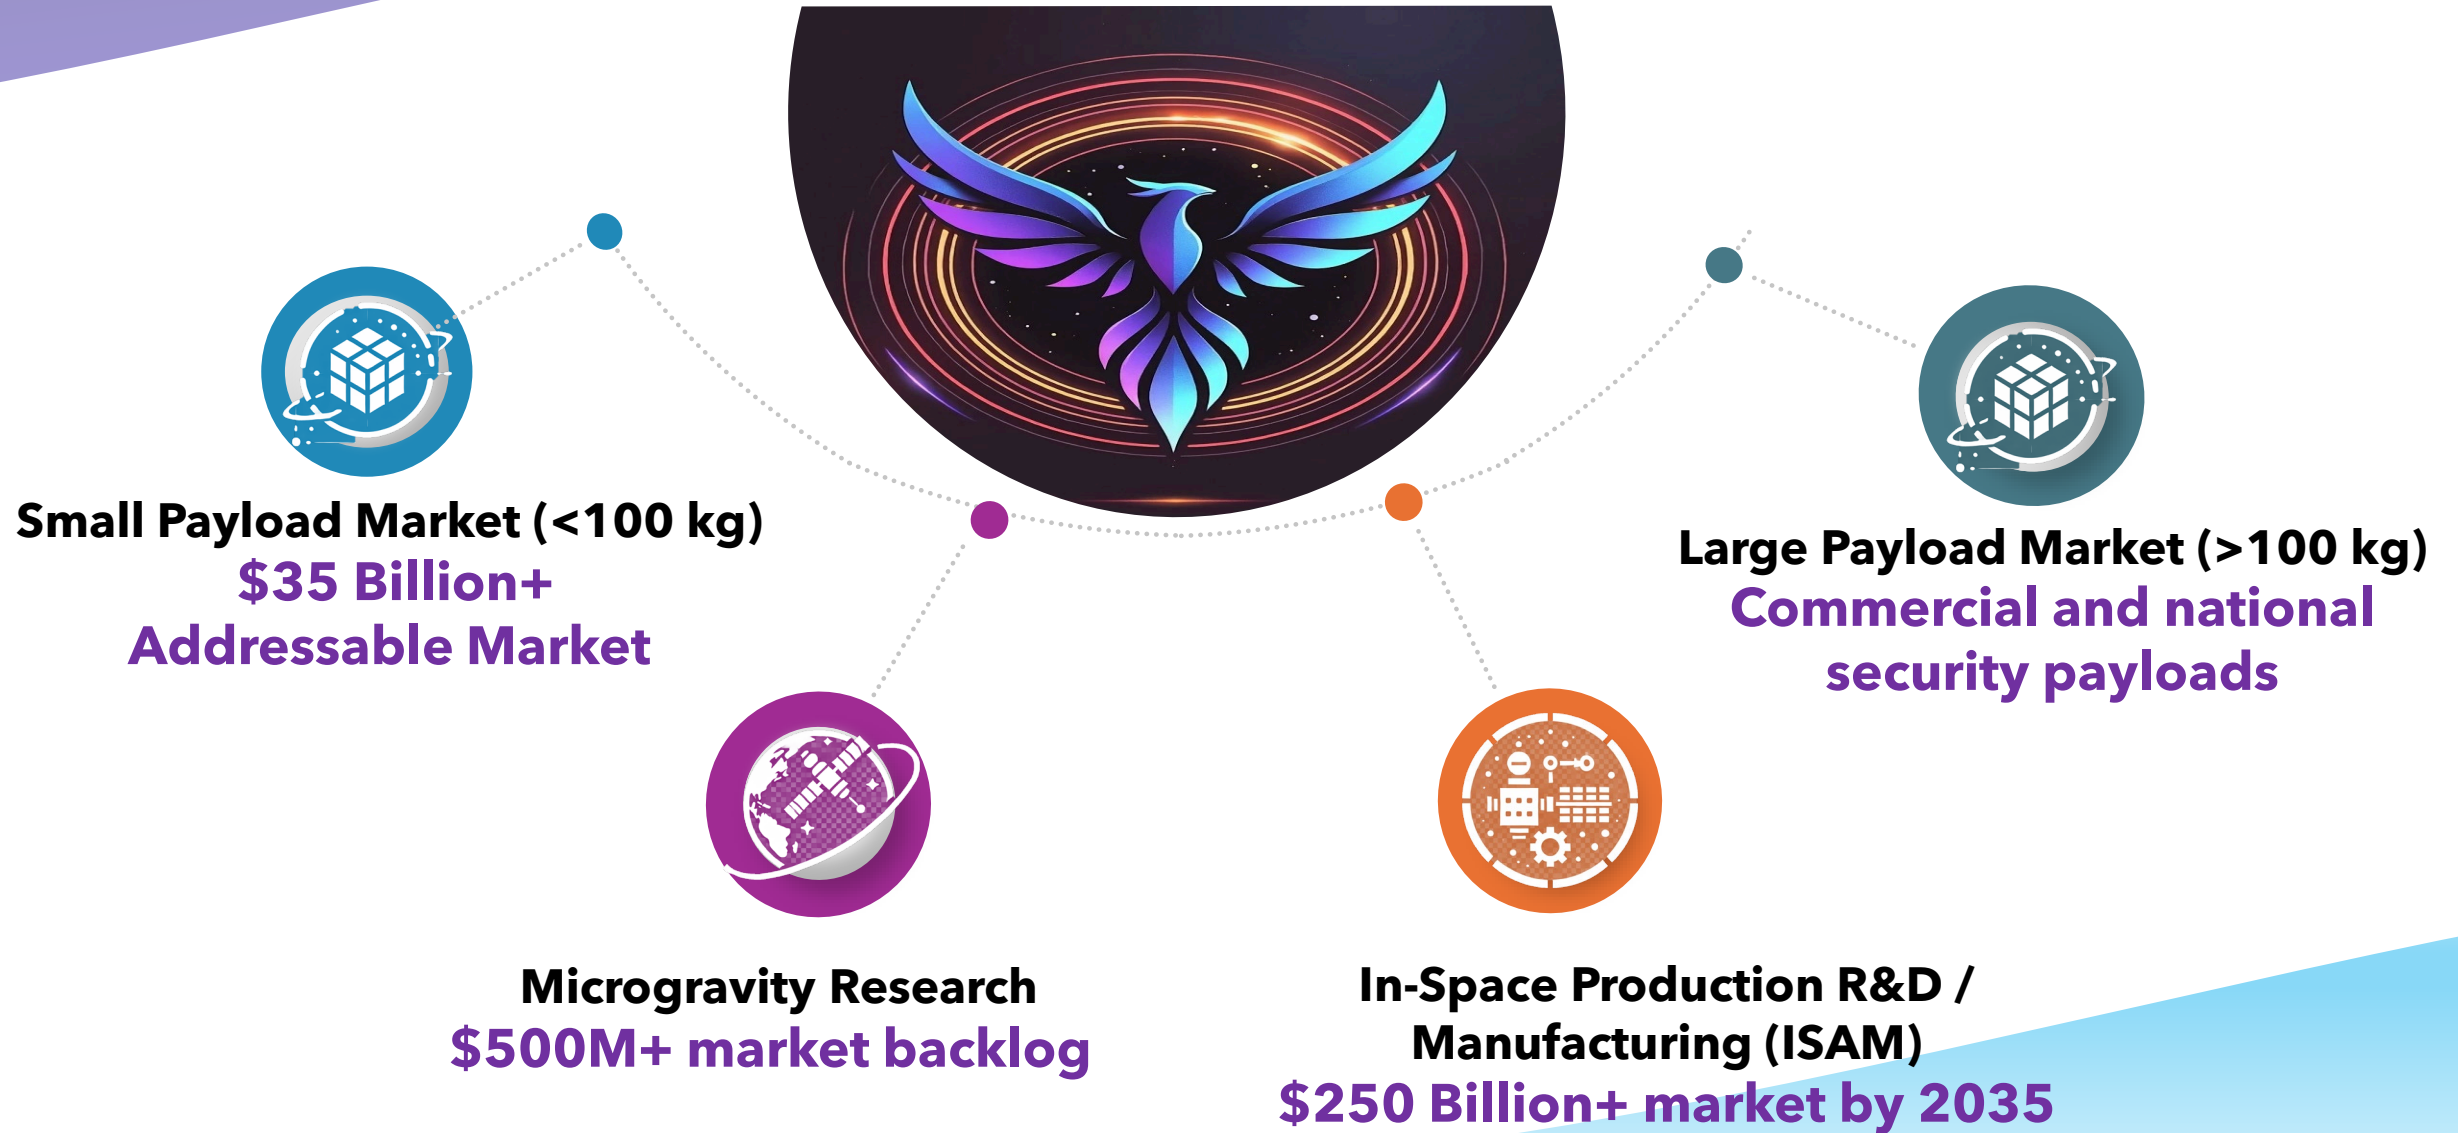 Small Payload Market (<100 kg)
$35 Billion+
Addressable Market
Microgravity Research
$500M+ market backlog
In-Space Production R&D /
Manufacturing (ISAM)
$250 Billion+ market by 2035
Large Payload Market (>100 kg)
Commercial and national
security payloads